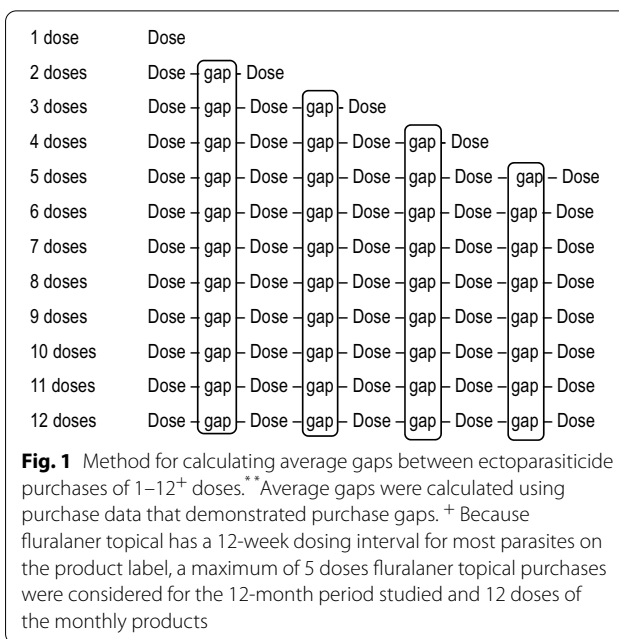 1 dose Dose
2 doses Dose – gap - Dose
3 doses Dose – gap – Dose – gap - Dose
4 doses Dose – gap – Dose – gap – Dose – gap - Dose
5 doses Dose – gap – Dose – gap – Dose – gap – Dose – gap – Dose
6 doses Dose – gap – Dose – gap – Dose – gap – Dose – gap – Dose
7 doses Dose – gap – Dose – gap – Dose – gap – Dose – gap – Dose
8 doses Dose – gap – Dose – gap – Dose – gap – Dose – gap – Dose
9 doses Dose – gap – Dose – gap – Dose – gap – Dose – gap – Dose
10 doses Dose – gap – Dose – gap – Dose – gap – Dose – gap – Dose
11 doses Dose – gap – Dose – gap – Dose – gap – Dose – gap – Dose
12 doses Dose – gap – Dose – gap – Dose – gap – Dose – gap – Dose
Fig. 1 Method for calculating average gaps between ectoparasiticide
purchases of 1–12+ doses.* *Average gaps were calculated using
purchase data that demonstrated purchase gaps. + Because
fluralaner topical has a 12-week dosing interval for most parasites on
the product label, a maximum of 5 doses fluralaner topical purchases
were considered for the 12-month period studied and 12 doses of
the monthly products